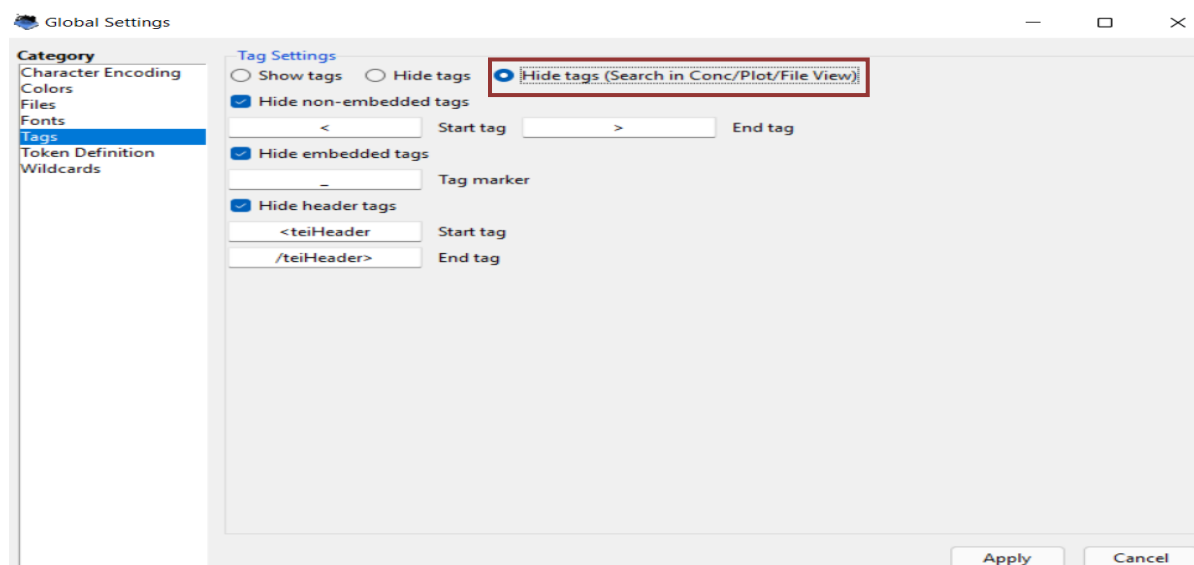 Global Settings
Category
Character Encoding
Colors
Files
Fonts
Tags
Token Definition
Wildcards
Tag Settings
Show tags Hide tags Hide tags (Search in Conc/Plot/File View)
Hide non-embedded tags
< Start tag > End tag
Hide embedded tags
_ Tag marker
Hide header tags
<teiHeader Start tag
/teiHeader> End tag
Apply Cancel